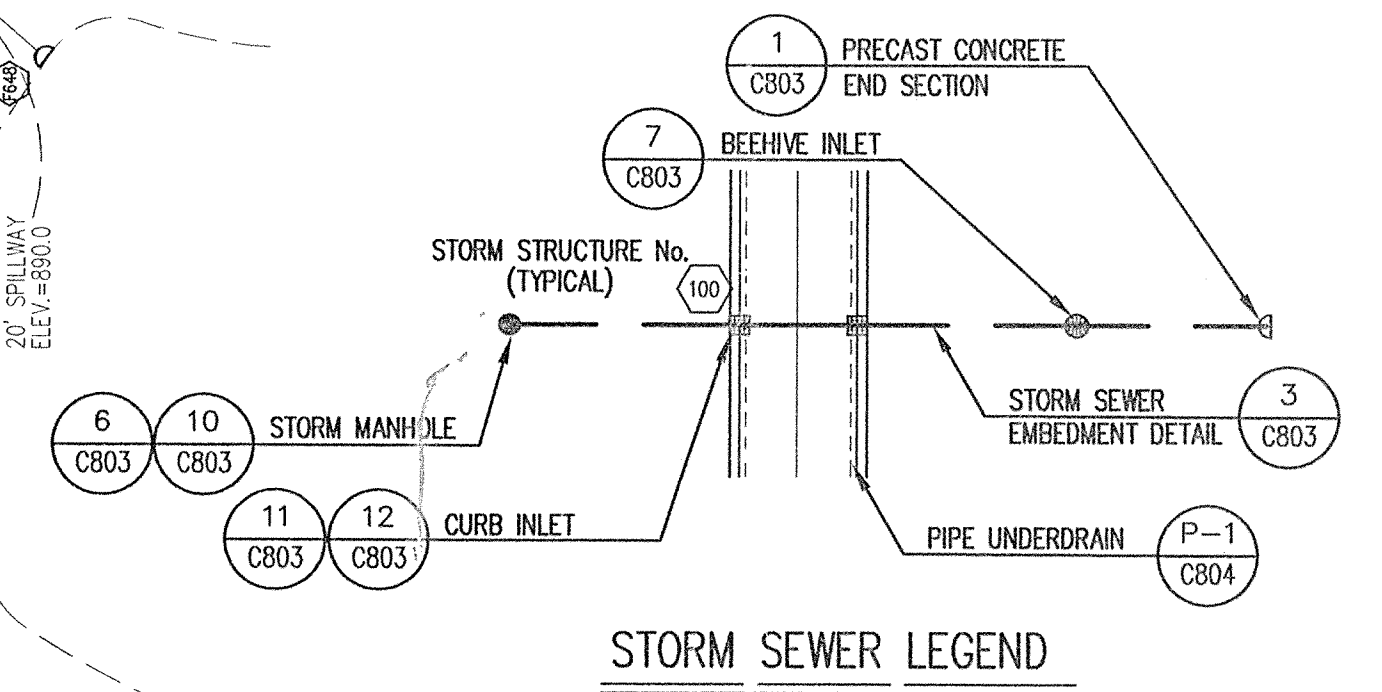 1
C803
PRECAST CONCRETE
END SECTION
7
C803
BEEHIVE INLET
F648
20' SPILLWAY
ELEV.=890.0
STORM STRUCTURE No.
(TYPICAL)
100
6
C803
10
C803
STORM MANHOLE
STORM SEWER
EMBEDMENT DETAIL
3
C803
11
C803
12
C803
CURB INLET
PIPE UNDERDRAIN
P-1
C804
STORM SEWER LEGEND